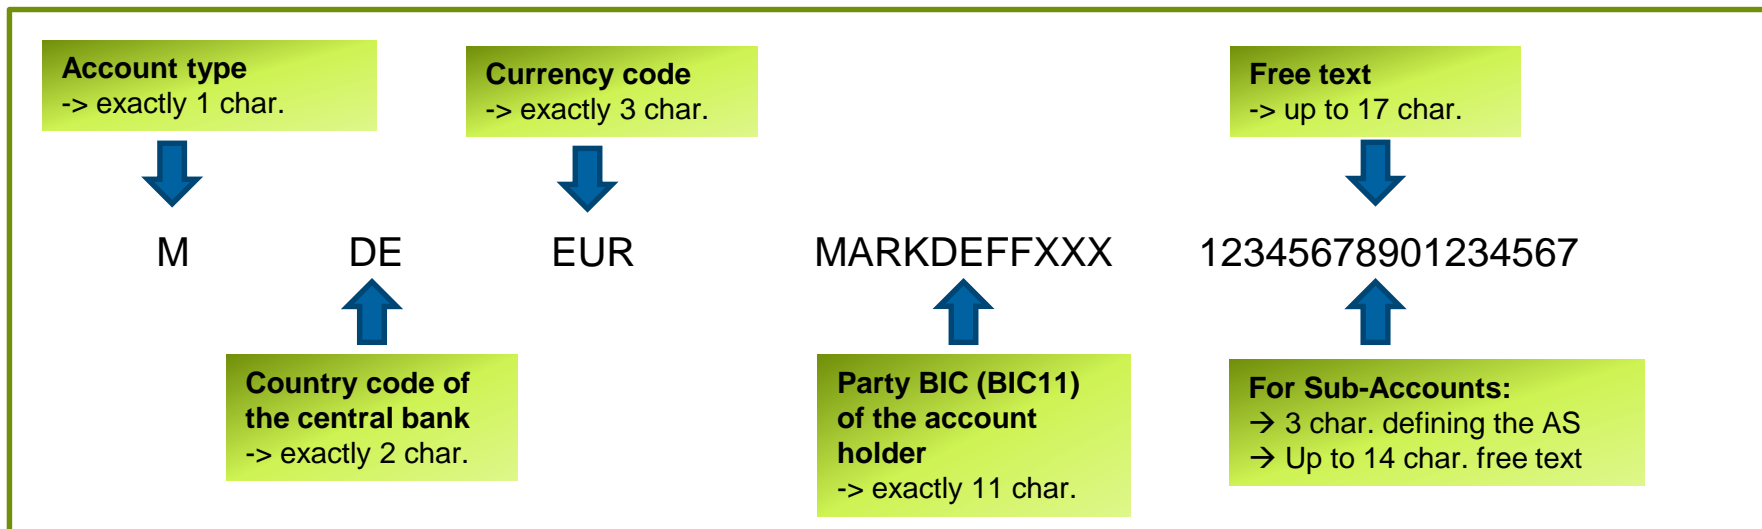 Account type
-> exactly 1 char.
Currency code
-> exactly 3 char.
Free text
-> up to 17 char.
M DE EUR MARKDEFFXXX 12345678901234567
Country code of
the central bank
-> exactly 2 char.
Party BIC (BIC11)
of the account
holder
-> exactly 11 char.
For Sub-Accounts:
→ 3 char. defining the AS
→ Up to 14 char. free text